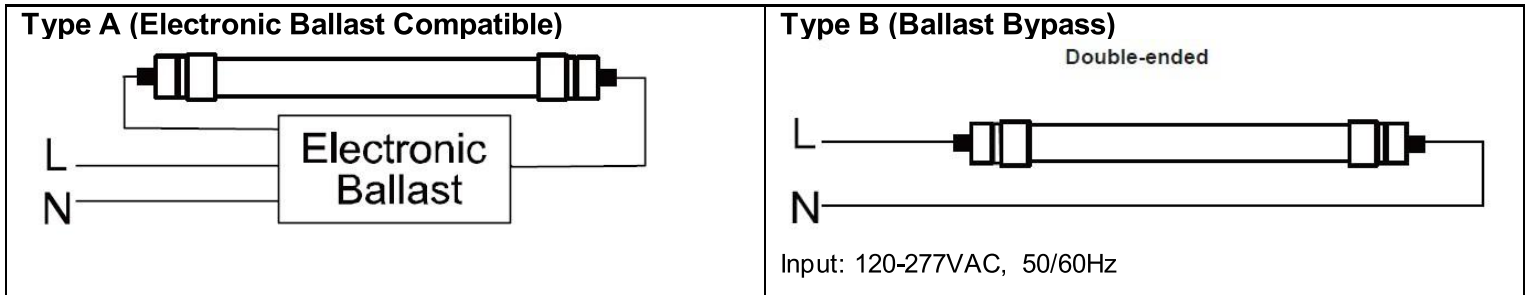 Type A (Electronic Ballast Compatible)
L
N
Electronic
Ballast
Type B (Ballast Bypass)
Double-ended
L
N
Input: 120-277VAC, 50/60Hz